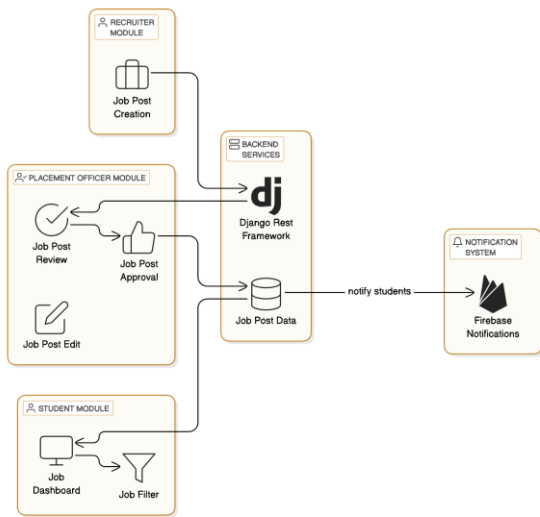 RECRUITER
MODULE
Job Post
Creation
BACKEND
SERVICES
dj
Django Rest
Framework
Job Post Data
PLACEMENT OFFICER MODULE
Job Post
Review
Job Post
Approval
Job Post Edit
notify students
NOTIFICATION
SYSTEM
Firebase
Notifications
STUDENT MODULE
Job
Dashboard
Job Filter